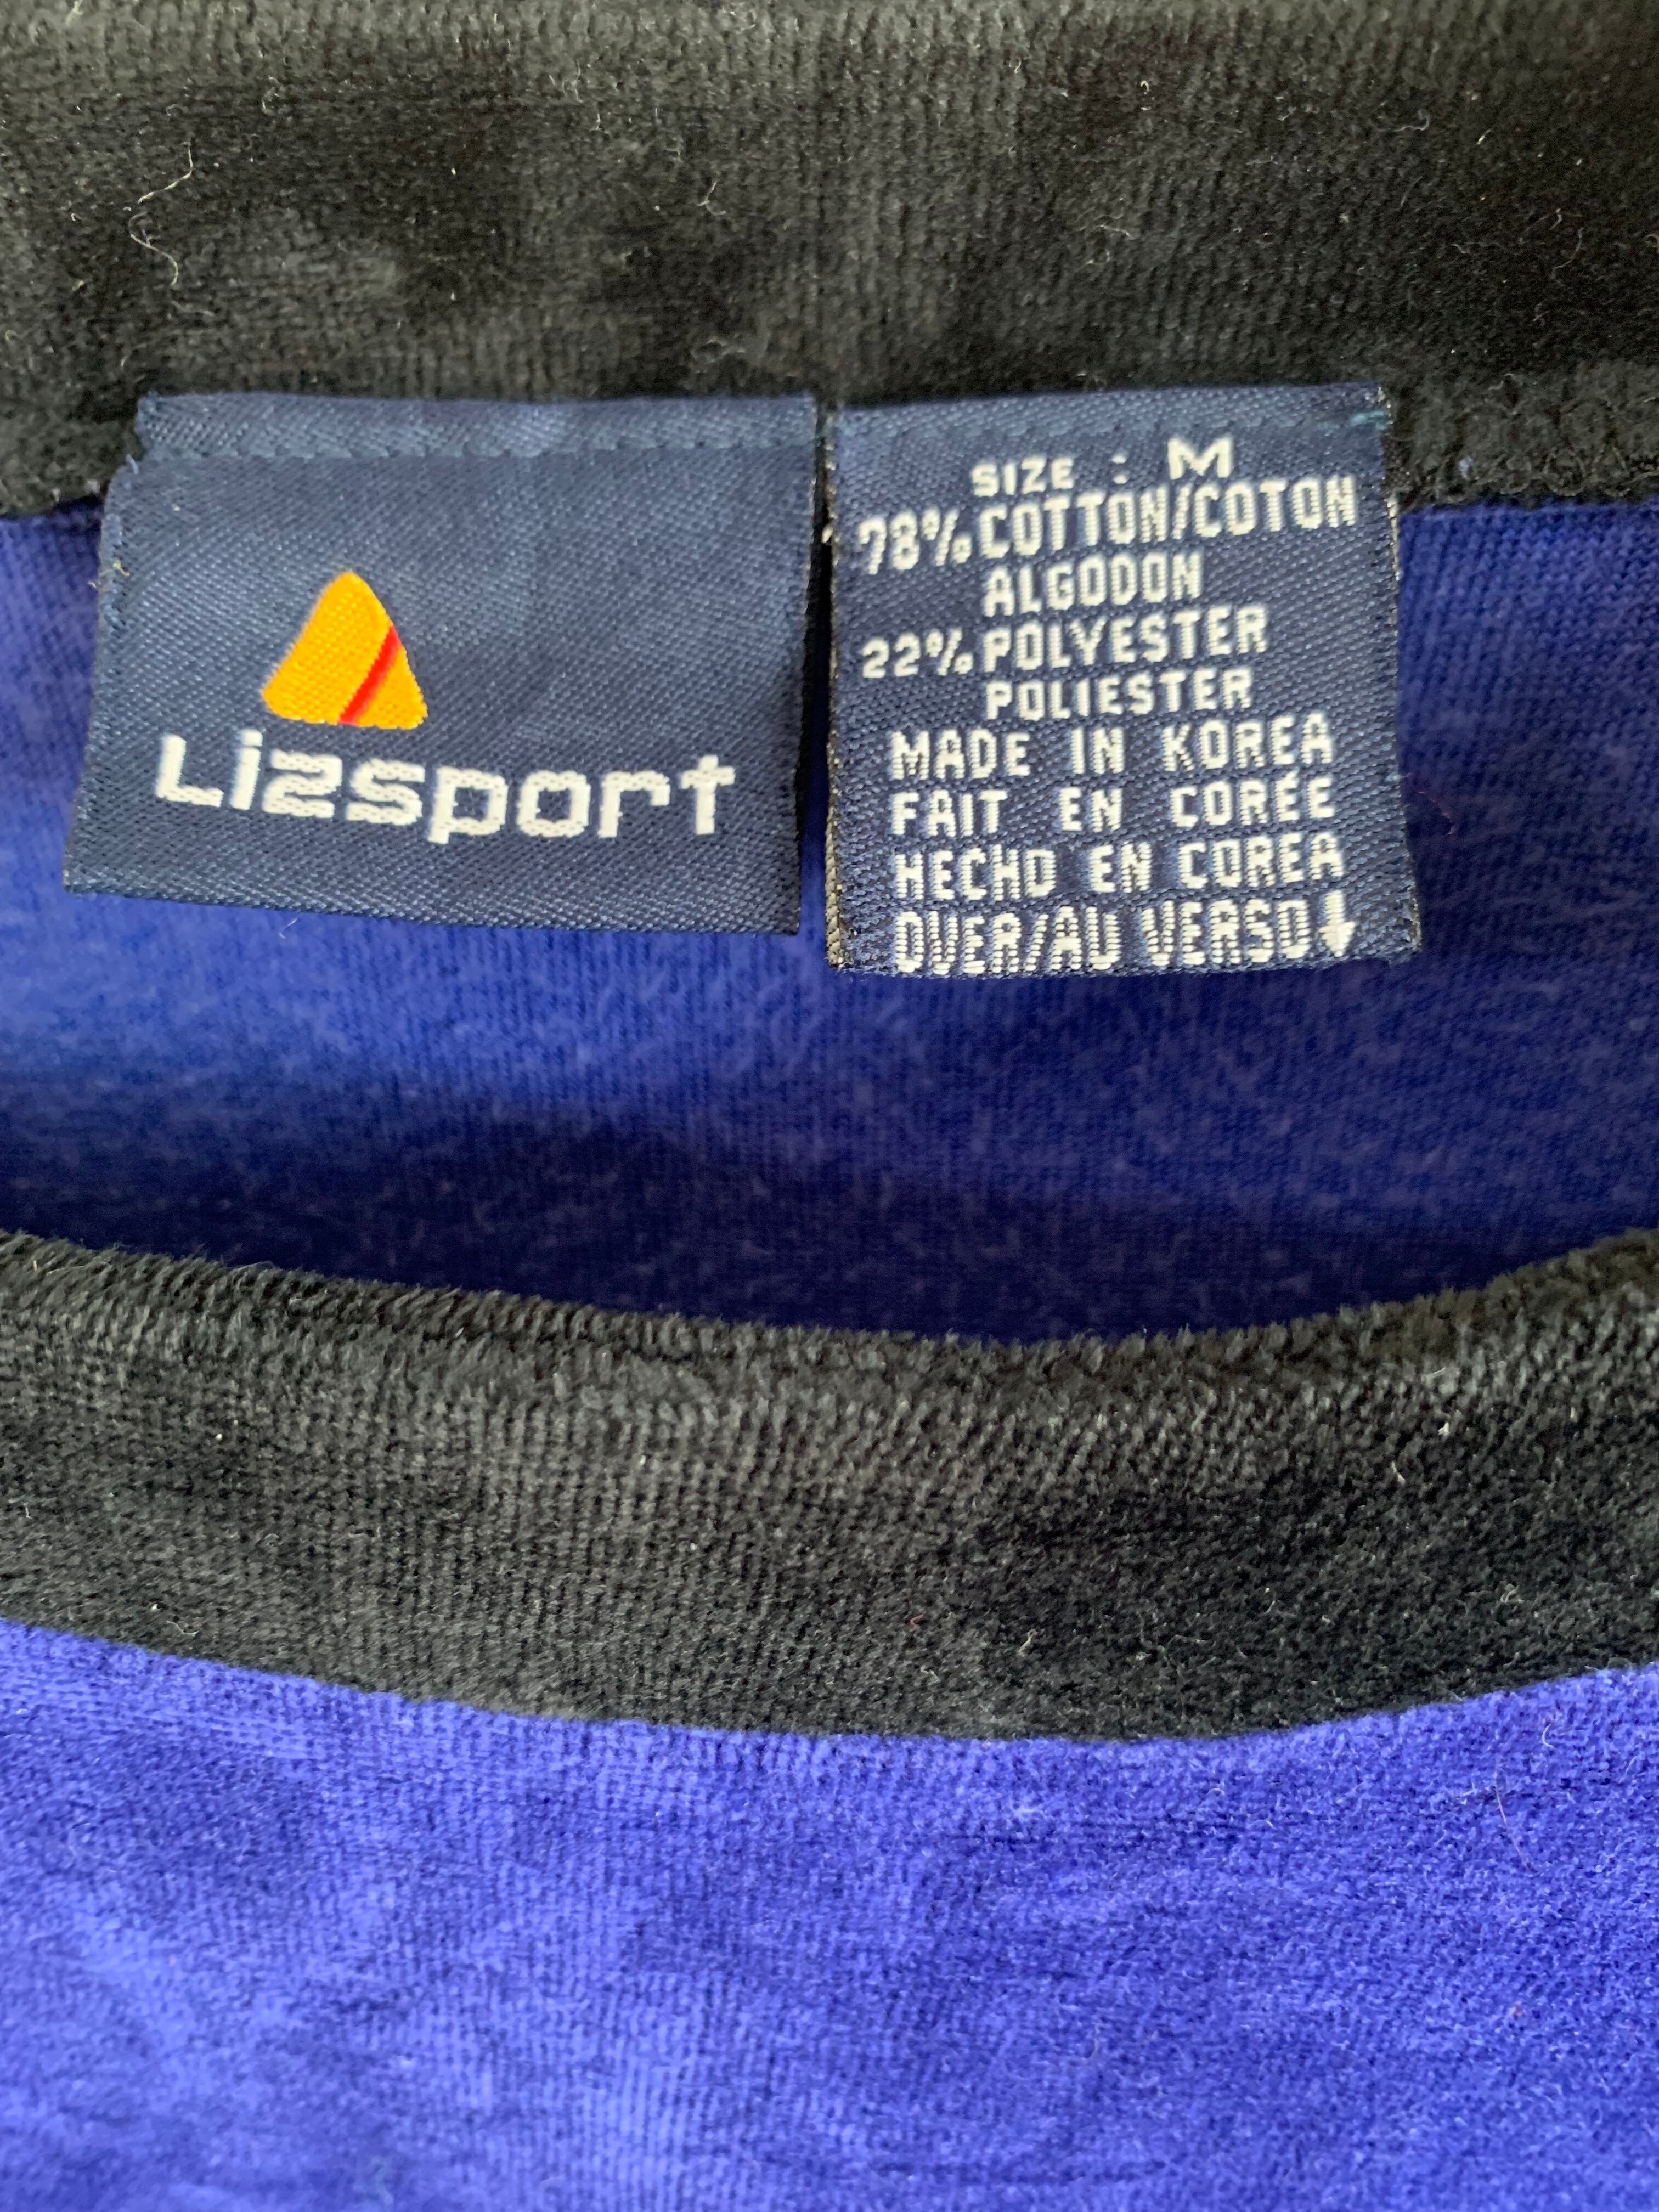 Lizsport
SIZE : M
78% COTTON/COTON
ALGODON
22% POLYESTER
POLIESTER
MADE IN KOREA
FAIT EN CORÉE
HECHO EN COREA
OVER/AU VERSO↓